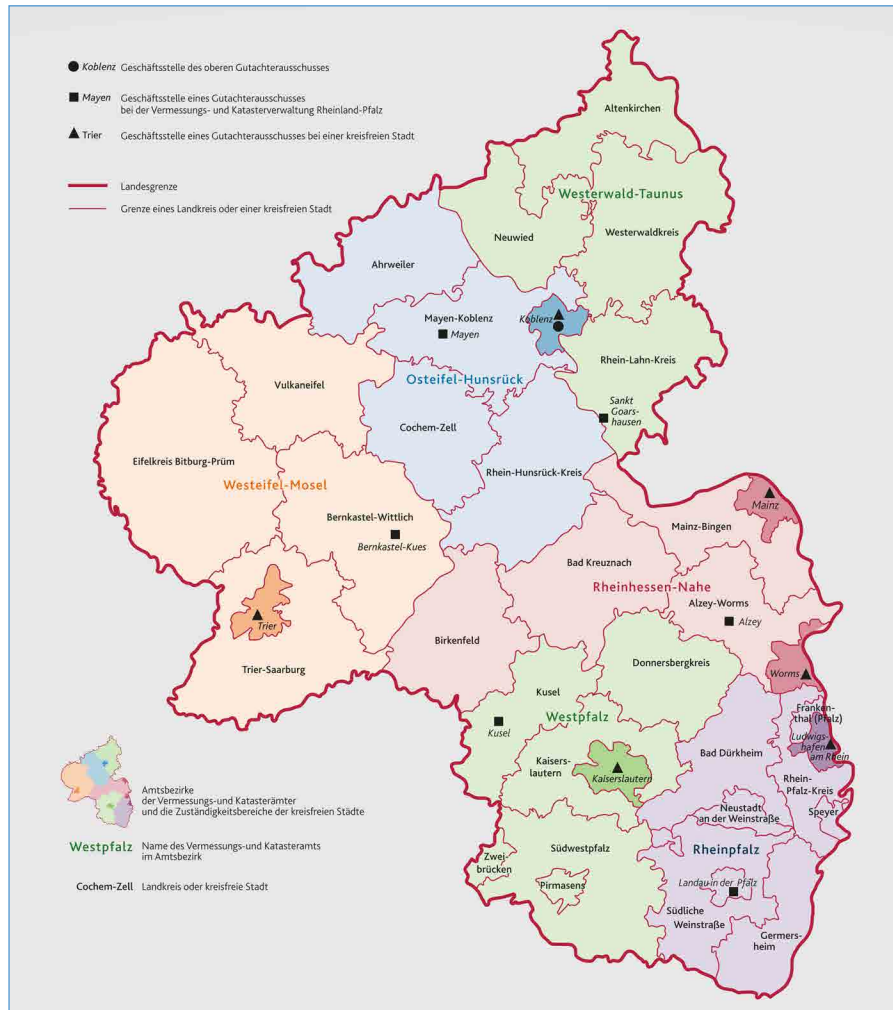 Koblenz Geschäftsstelle des oberen Gutachterausschusses
Mayen Geschäftsstelle eines Gutachterausschusses
bei der Vermessungs- und Katasterverwaltung Rheinland-Pfalz
Trier Geschäftsstelle eines Gutachterausschusses bei einer kreisfreien Stadt
Landesgrenze
Grenze eines Landkreis oder einer kreisfreien Stadt
Altenkirchen
Westerwald-Taunus
Neuwied
Westerwaldkreis
Ahrweiler
Mayen-Koblenz
Mayen
Koblenz
Rhein-Lahn-Kreis
Vulkaneifel
Osteifel-Hunsrück
Sankt
Goars-
hausen
Cochem-Zell
Eifelkreis Bitburg-Prüm
Rhein-Hunsrück-Kreis
Westeifel-Mosel
Bernkastel-Wittlich
Bernkastel-Kues
Mainz
Mainz-Bingen
Bad Kreuznach
Rheinhessen-Nahe
Alzey-Worms
Alzey
Trier
Birkenfeld
Trier-Saarburg
Donnersbergkreis
Worms
Kusel
Westpfalz
Kusel
Franken-
thal (Pfalz)
Ludwigs-
hafen
am Rhein
Bad Dürkheim
Kaisers-
lautern
Kaiserslautern
Rhein-
Pfalz-Kreis
Neustadt
an der Weinstraße
Speyer
Zwei-
brücken
Südwestpfalz
Pirmasens
Rheinpfalz
Landau in der Pfalz
Südliche
Weinstraße
Germers-
heim
Amtsbezirke
der Vermessungs-und Katasterämter
und die Zuständigkeitsbereiche der kreisfreien Städte
Westpfalz Name des Vermessungs-und Katasteramts
im Amtsbezirk
Cochem-Zell Landkreis oder kreisfreie Stadt